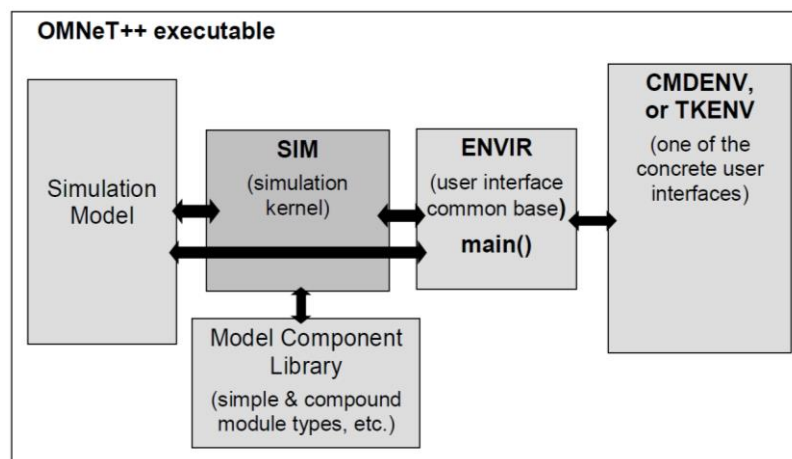 OMNeT++ executable
Simulation
Model
SIM
(simulation
kernel)
ENVIR
(user interface
common base)
main()
CMDENV,
or TKENV
(one of the
concrete user
interfaces)
Model Component
Library
(simple & compound
module types, etc.)